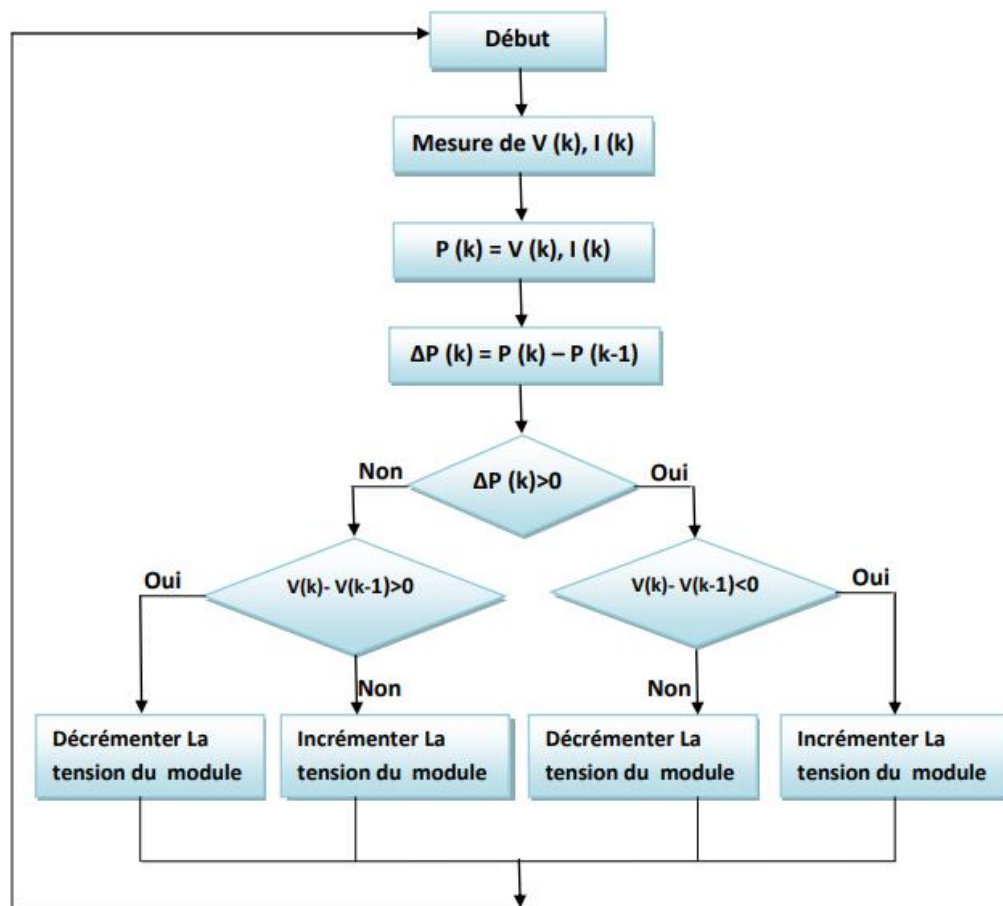 Début
Mesure de V (k), I (k)
P (k) = V (k), I (k)
ΔP (k) = P (k) – P (k-1)
Non
ΔP (k)>0
Oui
Oui
V(k)- V(k-1)>0
V(k)- V(k-1)<0
Oui
Non
Non
Décrémenter La
tension du module
Incrémenter La
tension du module
Décrémenter La
tension du module
Incrémenter La
tension du module